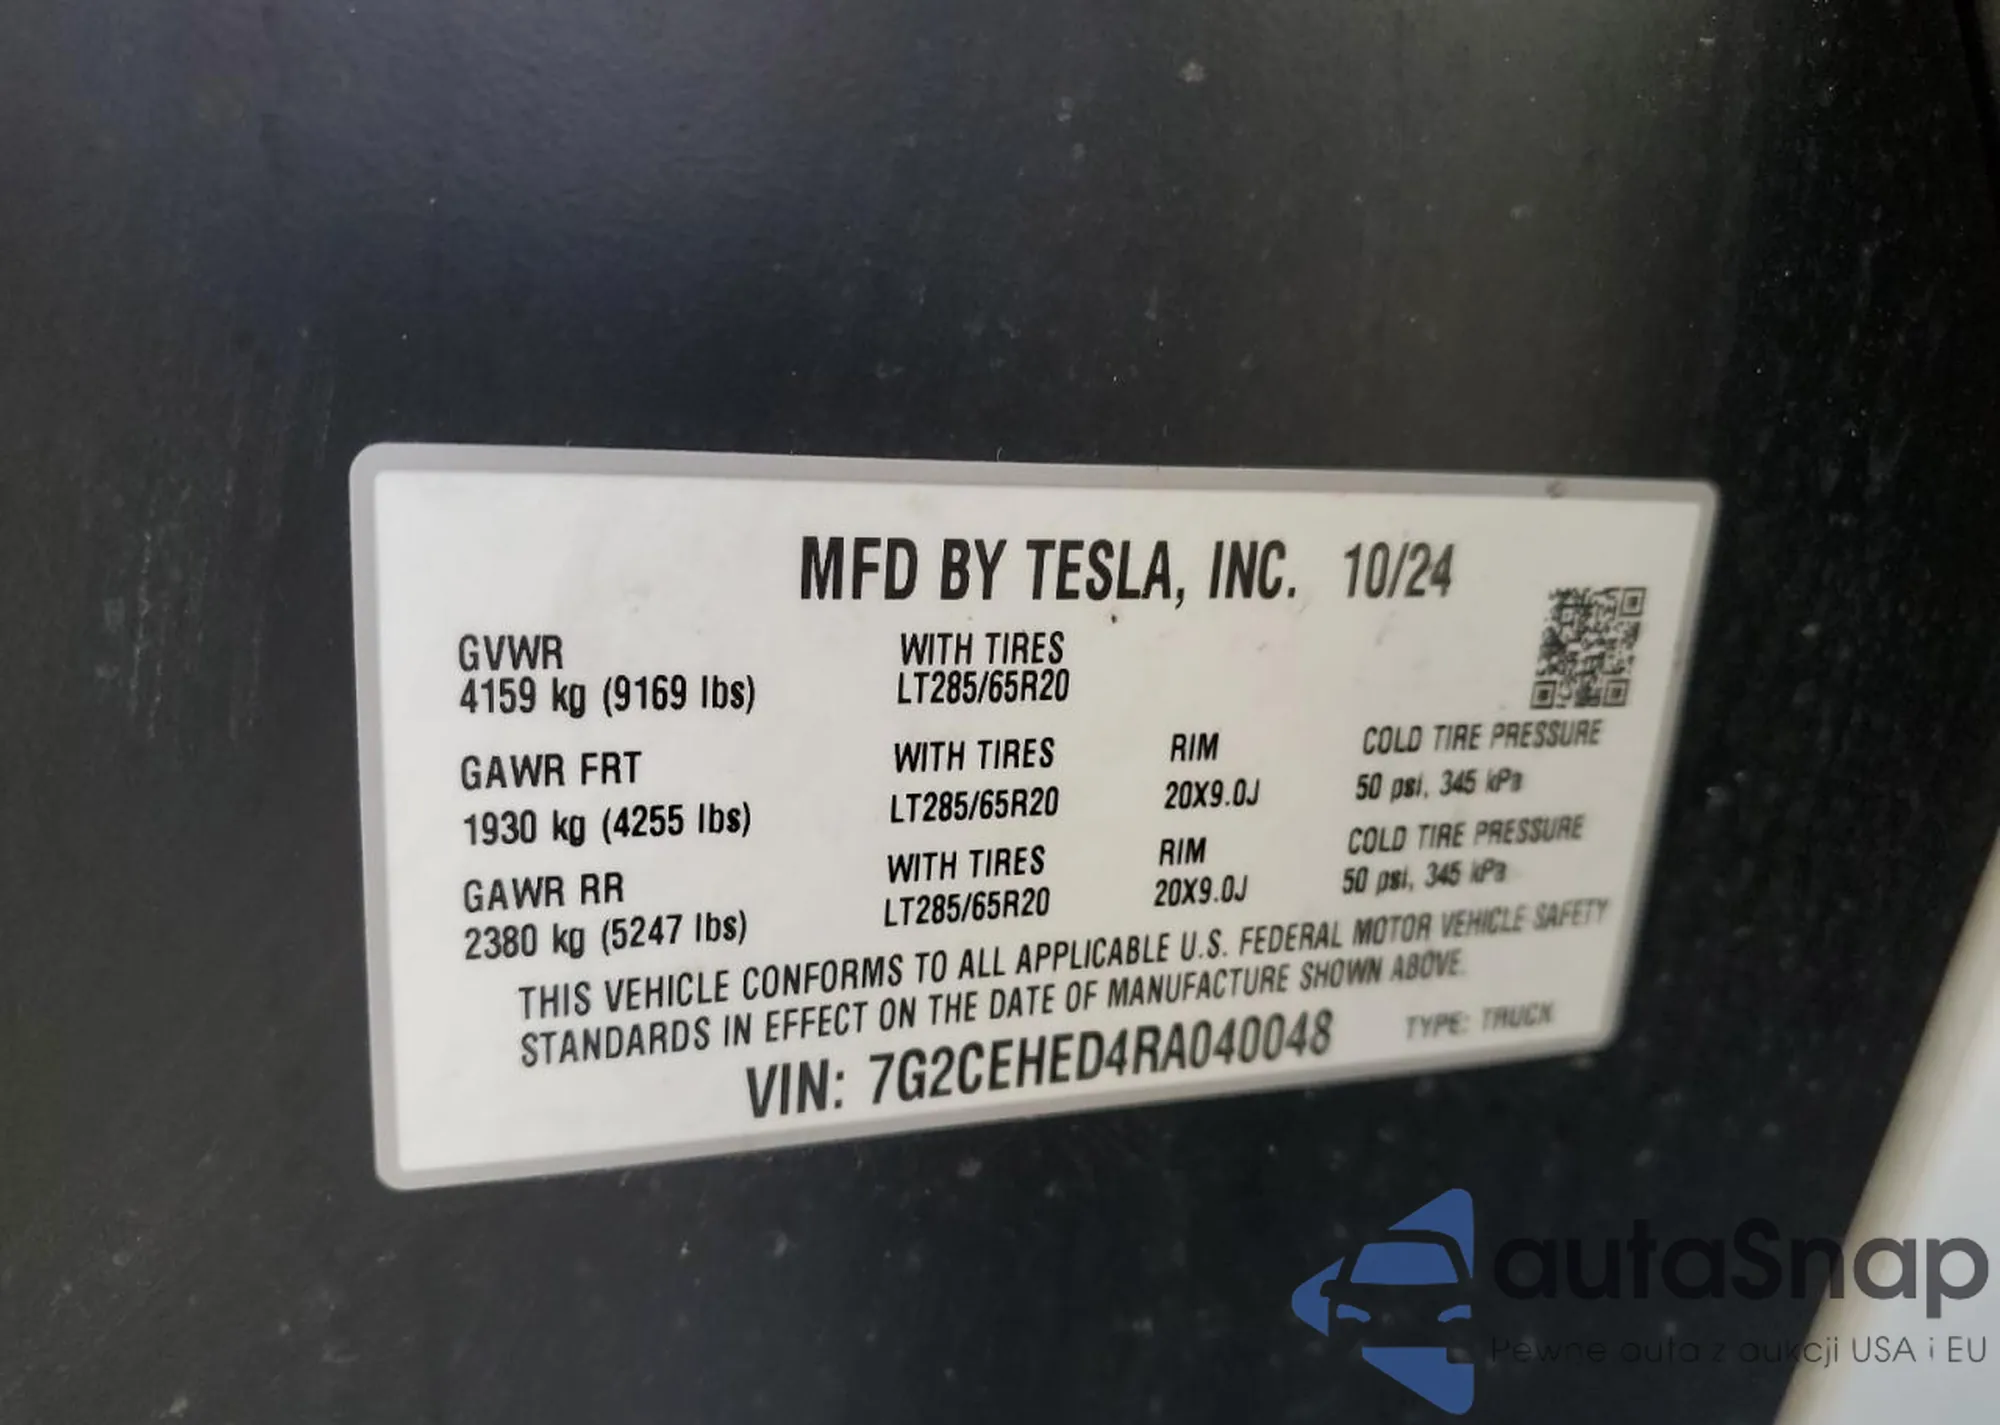 MFD BY TESLA, INC. 10/24
GVWR WITH TIRES
4159 kg (9169 lbs) LT285/65R20
GAWR FRT WITH TIRES RIM COLD TIRE PRESSURE
1930 kg (4255 lbs) LT285/65R20 20X9.0J 50 psi, 345 kPa
GAWR RR WITH TIRES RIM COLD TIRE PRESSURE
2380 kg (5247 lbs) LT285/65R20 20X9.0J 50 psi, 345 kPa
THIS VEHICLE CONFORMS TO ALL APPLICABLE U.S. FEDERAL MOTOR VEHICLE SAFETY
STANDARDS IN EFFECT ON THE DATE OF MANUFACTURE SHOWN ABOVE.
VIN: 7G2CEHED4RA040048 TYPE: TRUCK
autaSnap
Pewne auta z aukcji USA i EU